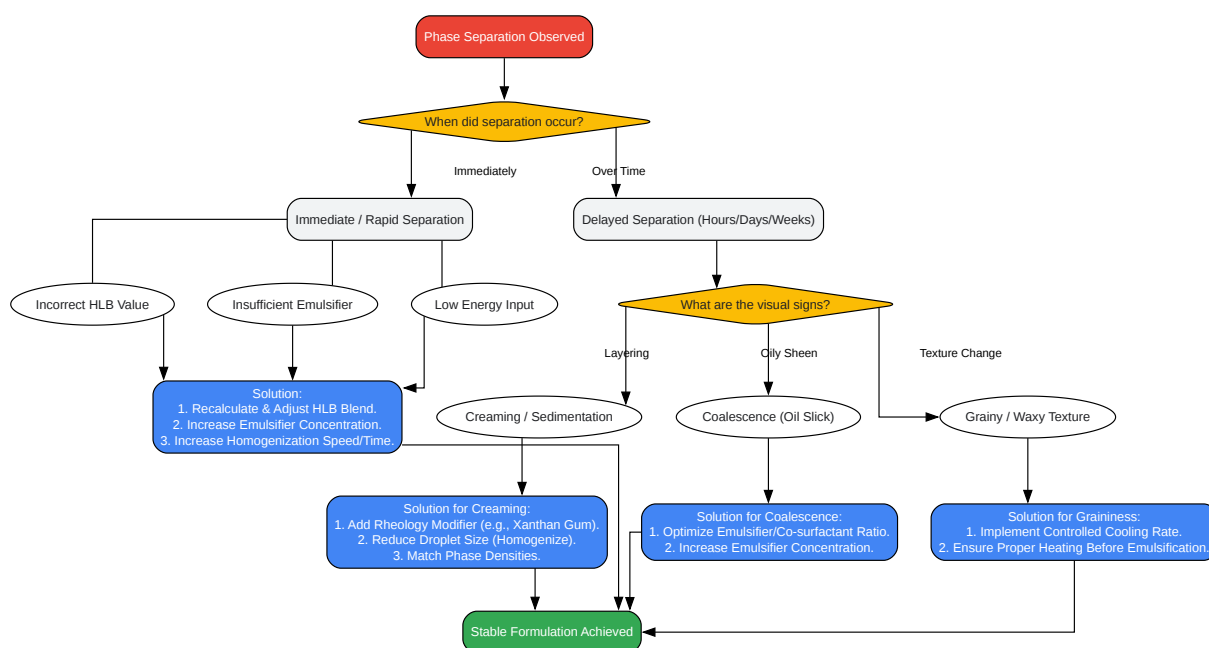 Phase Separation Observed
When did separation occur?
Immediately
Over Time
Immediate / Rapid Separation
Delayed Separation (Hours/Days/Weeks)
Incorrect HLB Value
Insufficient Emulsifier
Low Energy Input
What are the visual signs?
Layering
Oily Sheen
Texture Change
Solution:
1. Recalculate & Adjust HLB Blend.
2. Increase Emulsifier Concentration.
3. Increase Homogenization Speed/Time.
Creaming / Sedimentation
Coalescence (Oil Slick)
Grainy / Waxy Texture
Solution for Creaming:
1. Add Rheology Modifier (e.g., Xanthan Gum).
2. Reduce Droplet Size (Homogenize).
3. Match Phase Densities.
Solution for Coalescence:
1. Optimize Emulsifier/Co-surfactant Ratio.
2. Increase Emulsifier Concentration.
Solution for Graininess:
1. Implement Controlled Cooling Rate.
2. Ensure Proper Heating Before Emulsification.
Stable Formulation Achieved